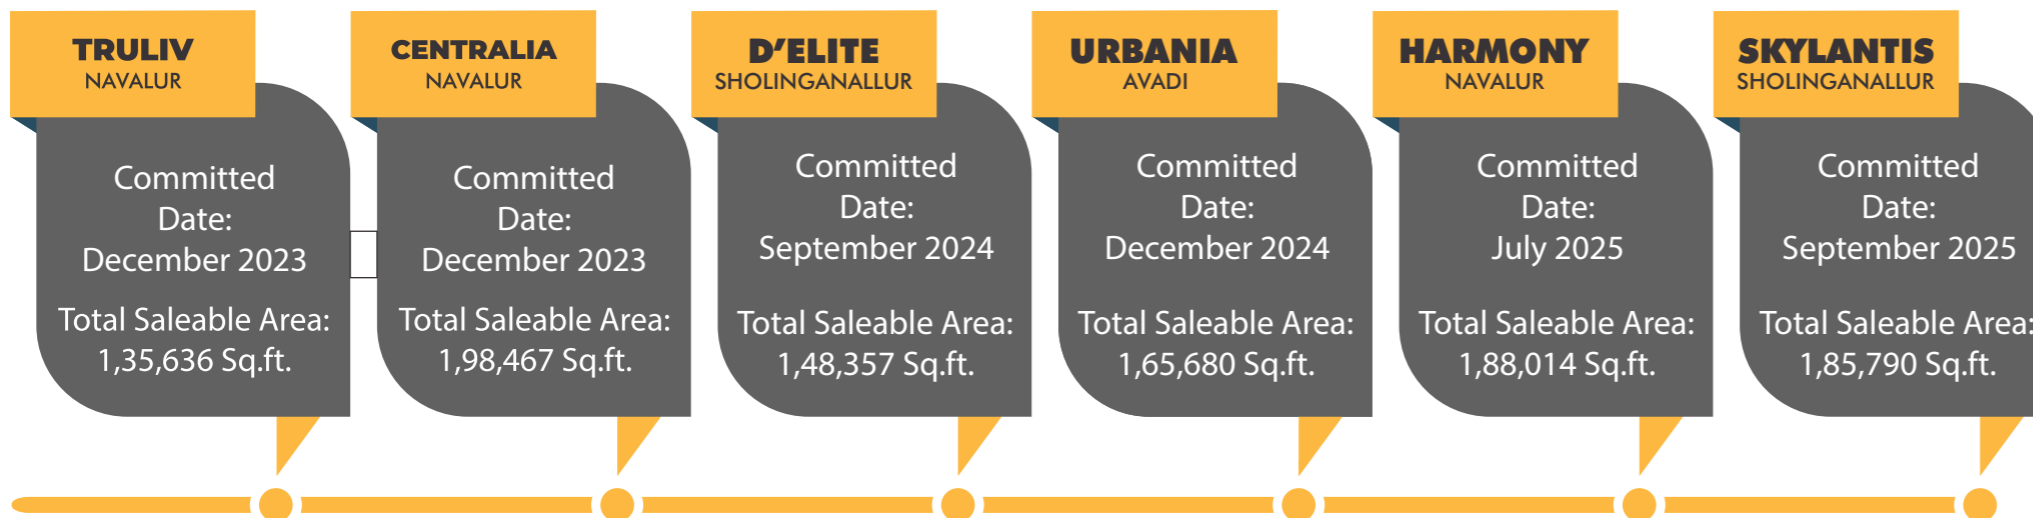 TRULIV
NAVALUR
Committed
Date:
December 2023
Total Saleable Area:
1,35,636 Sq.ft.
CENTRALIA
NAVALUR
Committed
Date:
December 2023
Total Saleable Area:
1,98,467 Sq.ft.
D'ELITE
SHOLINGANALLUR
Committed
Date:
September 2024
Total Saleable Area:
1,48,357 Sq.ft.
URBANIA
AVADI
Committed
Date:
December 2024
Total Saleable Area:
1,65,680 Sq.ft.
HARMONY
NAVALUR
Committed
Date:
July 2025
Total Saleable Area:
1,88,014 Sq.ft.
SKYLANTIS
SHOLINGANALLUR
Committed
Date:
September 2025
Total Saleable Area:
1,85,790 Sq.ft.